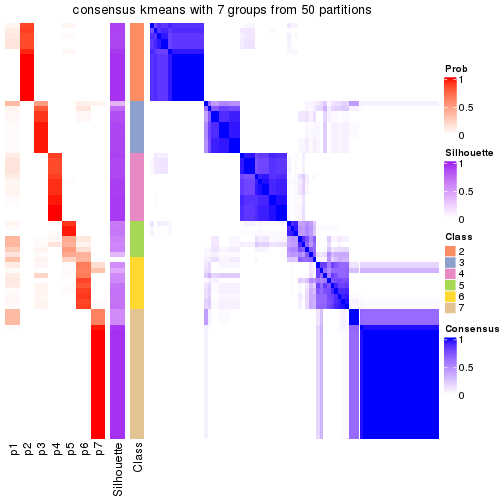 consensus kmeans with 7 groups from 50 partitions
Prob
1
0.5
0
Silhouette
1
0.5
0
Class
2
3
4
5
6
7
Consensus
1
0.5
0
p1
p2
p3
p4
p5
p6
p7
Silhouette
Class